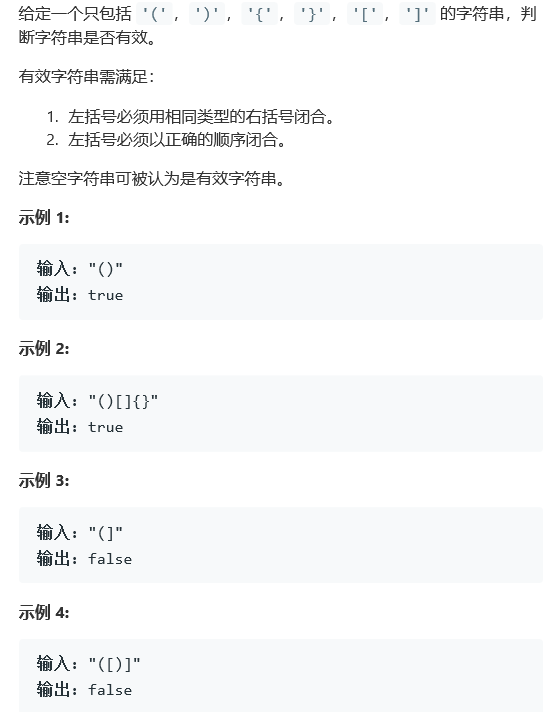 给定一个只包括 '('，')'，'{'，'}'，'['，']' 的字符串，判
断字符串是否有效。
有效字符串需满足：
1. 左括号必须用相同类型的右括号闭合。
2. 左括号必须以正确的顺序闭合。
注意空字符串可被认为是有效字符串。
示例 1:
输入: "()"
输出: true
示例 2:
输入: "()[]{}"
输出: true
示例 3:
输入: "(]"
输出: false
示例 4:
输入: "([)]"
输出: false